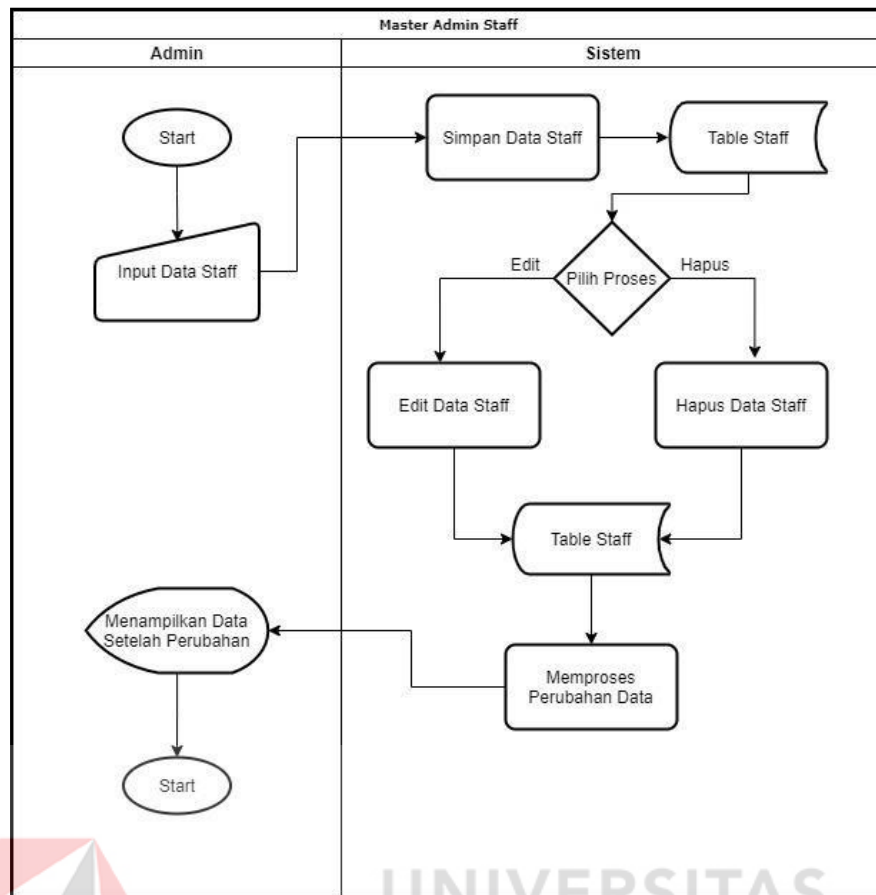 Master Admin Staff
Admin
Sistem
Start
Simpan Data Staff
Table Staff
Input Data Staff
Edit
Pilih Proses
Hapus
Edit Data Staff
Hapus Data Staff
Table Staff
Menampilkan Data
Setelah Perubahan
Memproses
Perubahan Data
Start
UNIVERSITAS